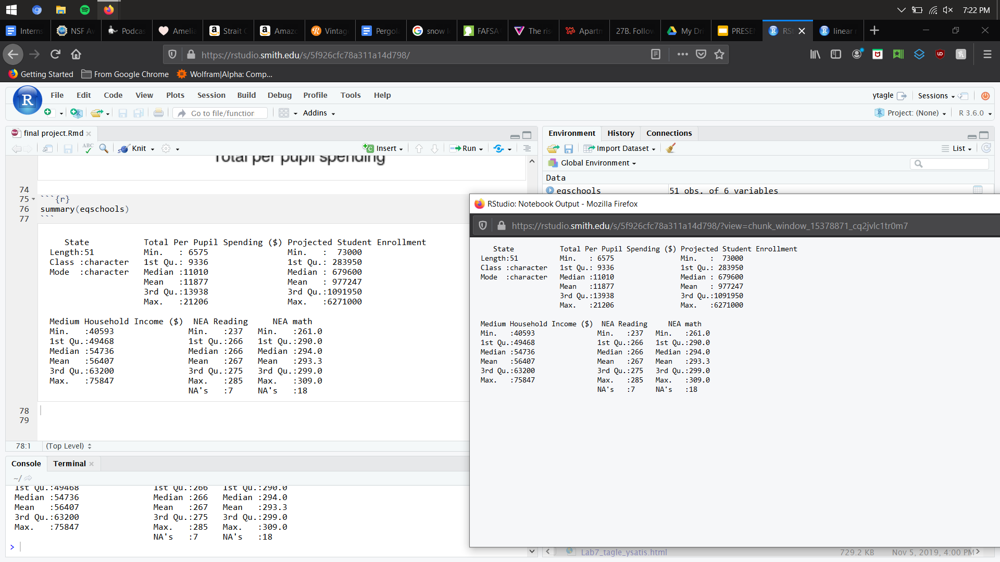 7:22 PM
Interns
NSF Aw
Podcas
Amelia
Strait C
Amazo
Vintag
Pergol
snow l
FAFSA
The ris
Apartm
27B. Follow
My Dri
PRESEN
RSt
linear r
https://rstudio.smith.edu/s/5f926cfc78a311a14d798/
Getting Started
From Google Chrome
Wolfram|Alpha: Comp...
File Edit Code View Plots Session Build Debug Profile Tools Help
ytagle
Sessions
Go to file/function
Addins
Project: (None)
R 3.6.0
final project.Rmd
Environment History Connections
ABC
Knit
Insert
Run
Import Dataset
List
Total per pupil spending
Global Environment
Data
eqschools 51 obs. of 6 variables
74
75 ```{r}
76 summary(eqschools)
77 ```
State Total Per Pupil Spending ($) Projected Student Enrollment
Length:51 Min. : 6575 Min. : 73000
Class :character 1st Qu.: 9336 1st Qu.: 283950
Mode :character Median :11010 Median : 679600
Mean :11877 Mean : 977247
3rd Qu.:13938 3rd Qu.:1091950
Max. :21206 Max. :6271000
Medium Household Income ($) NEA Reading NEA math
Min. :40593 Min. :237 Min. :261.0
1st Qu.:49468 1st Qu.:266 1st Qu.:290.0
Median :54736 Median :266 Median :294.0
Mean :56407 Mean :267 Mean :293.3
3rd Qu.:63200 3rd Qu.:275 3rd Qu.:299.0
Max. :75847 Max. :285 Max. :309.0
NA's :7 NA's :18
78
79
78:1 (Top Level)
Console Terminal
~/
1st Qu.:49468 1st Qu.:266 1st Qu.:290.0
Median :54736 Median :266 Median :294.0
Mean :56407 Mean :267 Mean :293.3
3rd Qu.:63200 3rd Qu.:275 3rd Qu.:299.0
Max. :75847 Max. :285 Max. :309.0
NA's :7 NA's :18
>
RStudio: Notebook Output - Mozilla Firefox
https://rstudio.smith.edu/s/5f926cfc78a311a14d798/?view=chunk_window_15378871_cq2jvlc1tr0m7
State Total Per Pupil Spending ($) Projected Student Enrollment
Length:51 Min. : 6575 Min. : 73000
Class :character 1st Qu.: 9336 1st Qu.: 283950
Mode :character Median :11010 Median : 679600
Mean :11877 Mean : 977247
3rd Qu.:13938 3rd Qu.:1091950
Max. :21206 Max. :6271000
Medium Household Income ($) NEA Reading NEA math
Min. :40593 Min. :237 Min. :261.0
1st Qu.:49468 1st Qu.:266 1st Qu.:290.0
Median :54736 Median :266 Median :294.0
Mean :56407 Mean :267 Mean :293.3
3rd Qu.:63200 3rd Qu.:275 3rd Qu.:299.0
Max. :75847 Max. :285 Max. :309.0
NA's :7 NA's :18
Lab7_tagle_ysatis.html 729.2 KB Nov 5, 2019, 4:00 PM